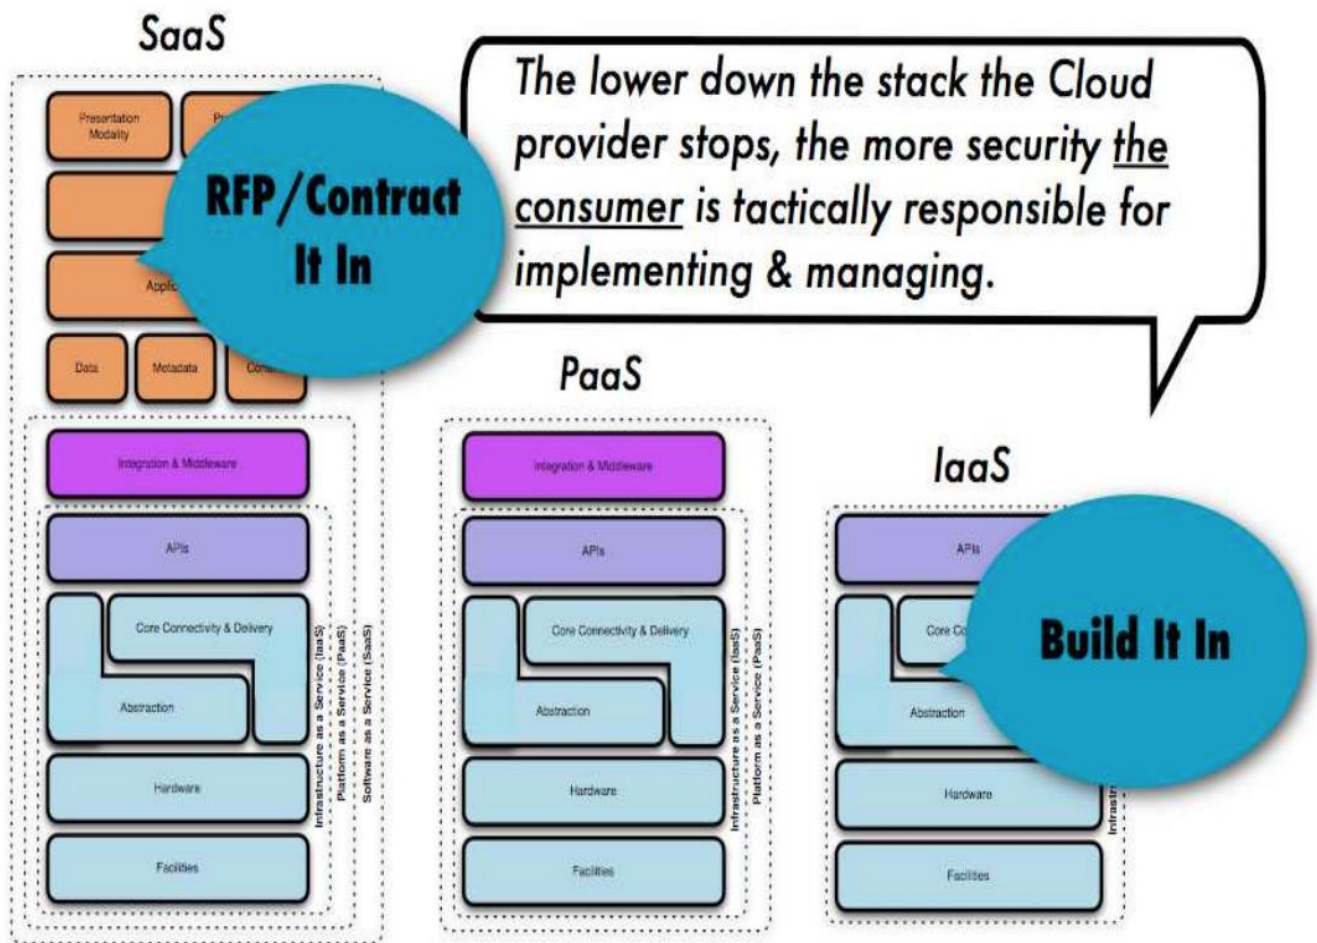 SaaS
Presentation
Modality
RFP/Contract
It In
Data
Metadata
Integration & Middleware
APIs
Core Connectivity & Delivery
Abstraction
Hardware
Facilities
Infrastructure as a Service (IaaS)
Platform as a Service (PaaS)
Software as a Service (SaaS)
The lower down the stack the Cloud
provider stops, the more security the
consumer is tactically responsible for
implementing & managing.
PaaS
Integration & Middleware
APIs
Core Connectivity & Delivery
Abstraction
Hardware
Facilities
Infrastructure as a Service (IaaS)
Platform as a Service (PaaS)
IaaS
APIs
Core
Build It In
Abstraction
Hardware
Facilities